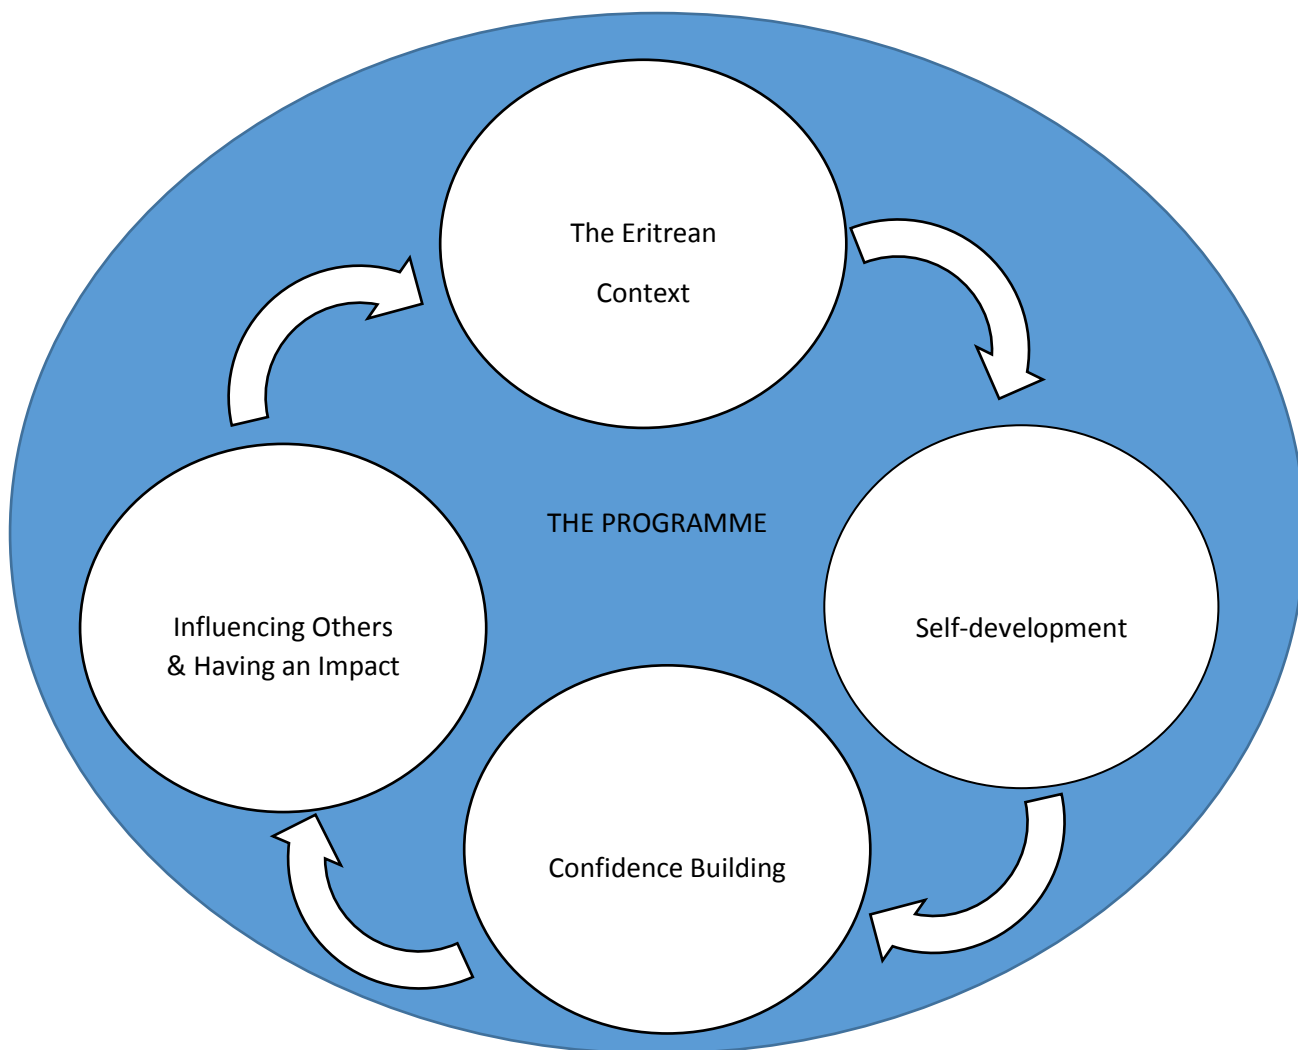 The Eritrean
Context
THE PROGRAMME
Influencing Others
& Having an Impact
Self-development
Confidence Building